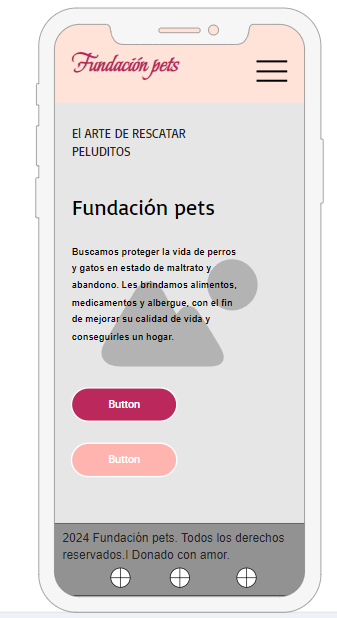 Fundación pets
El ARTE DE RESCATAR
PELUDITOS
Fundación pets
Buscamos proteger la vida de perros
y gatos en estado de maltrato y
abandono. Les brindamos alimentos,
medicamentos y albergue, con el fin
de mejorar su calidad de vida y
conseguirles un hogar.
Button
Button
2024 Fundación pets. Todos los derechos
reservados.I Donado con amor.